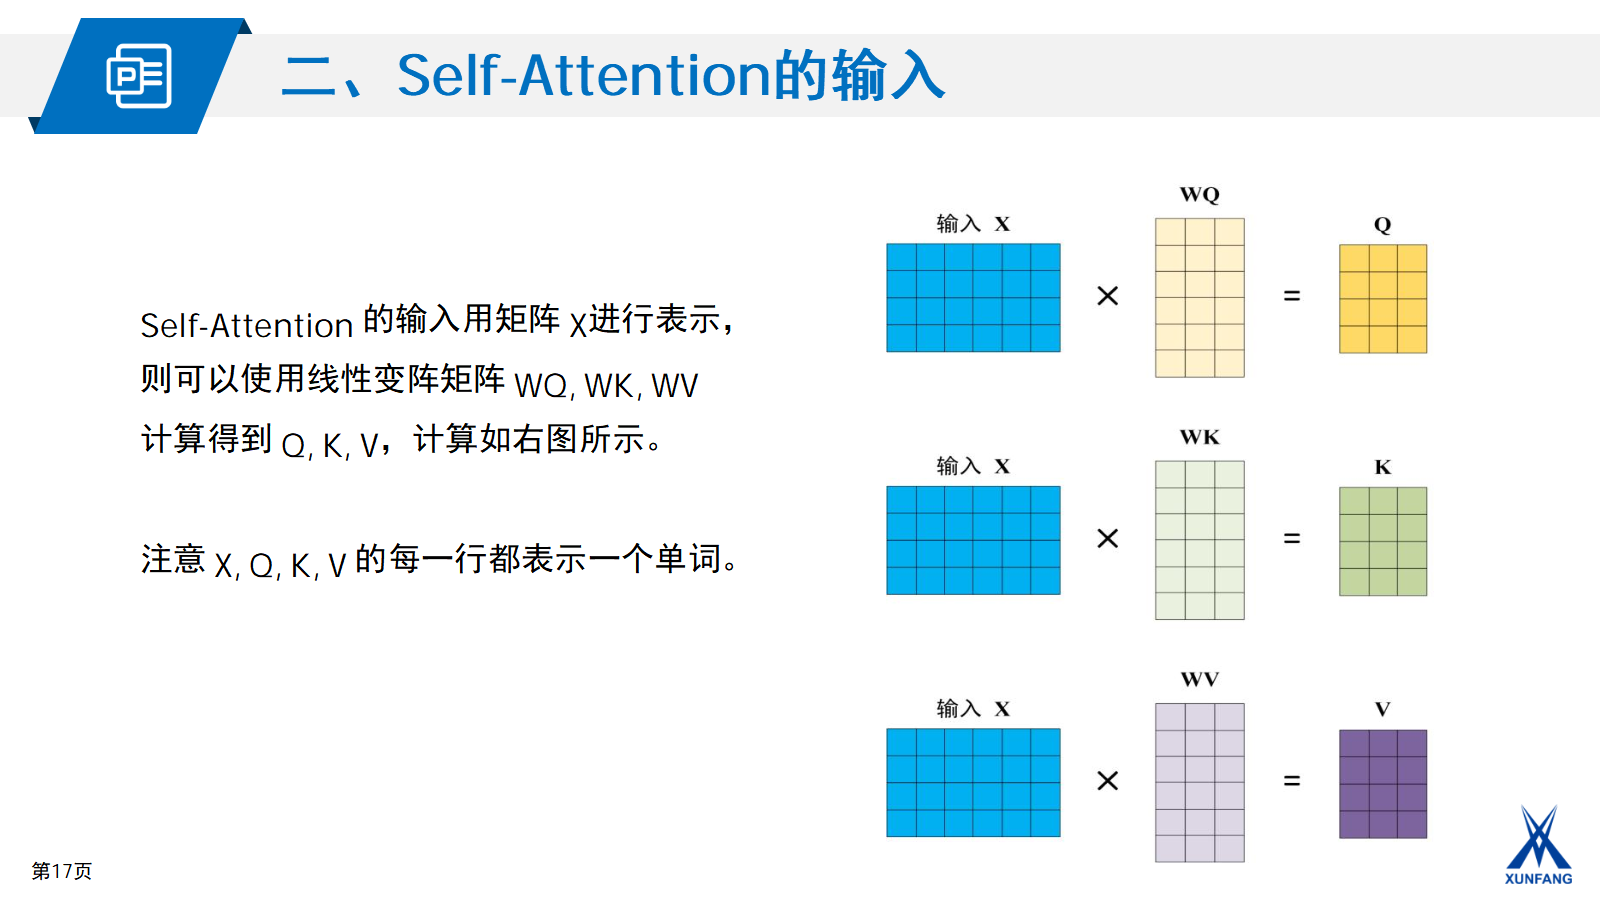 二、Self-Attention的输入
Self-Attention 的输入用矩阵 X进行表示，
则可以使用线性变阵矩阵 WQ, WK, WV
计算得到 Q, K, V，计算如右图所示。
注意 X, Q, K, V 的每一行都表示一个单词。
输入 X
×
WQ
=
Q
输入 X
×
WK
=
K
输入 X
×
WV
=
V
第17页
XUNFANG